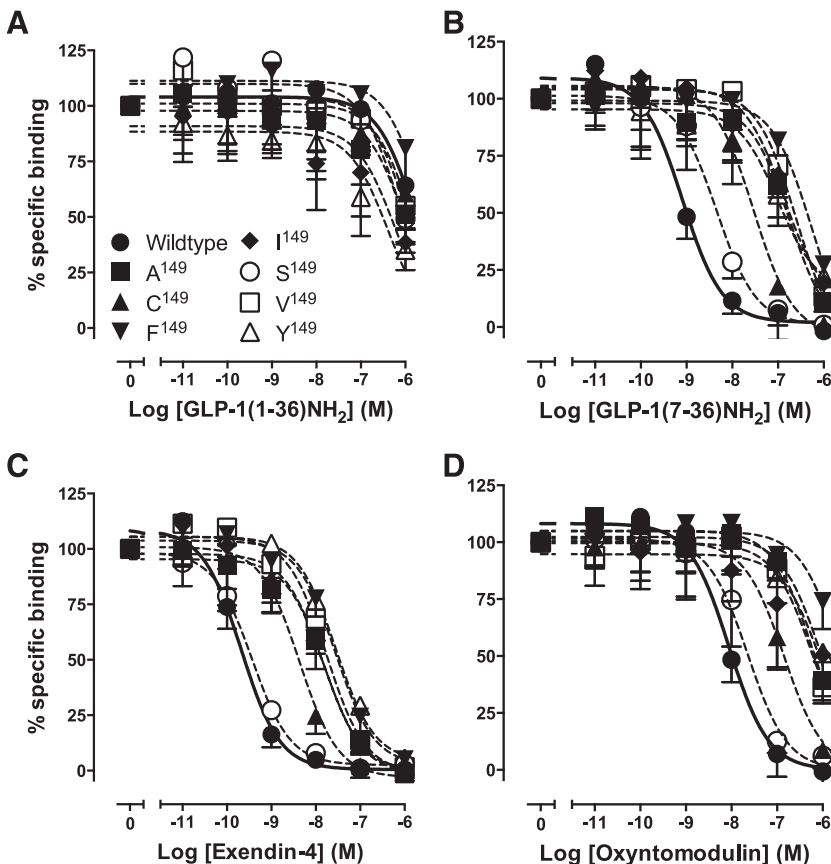 A
125
100
75
50
25
0
% specific binding
Wildtype
A149
C149
F149
I149
S149
V149
Y149
0 -11 -10 -9 -8 -7 -6
Log [GLP-1(1-36)NH2] (M)
B
125
100
75
50
25
0
0 -11 -10 -9 -8 -7 -6
Log [GLP-1(7-36)NH2] (M)
C
125
100
75
50
25
0
% specific binding
0 -11 -10 -9 -8 -7 -6
Log [Exendin-4] (M)
D
125
100
75
50
25
0
0 -11 -10 -9 -8 -7 -6
Log [Oxyntomodulin] (M)